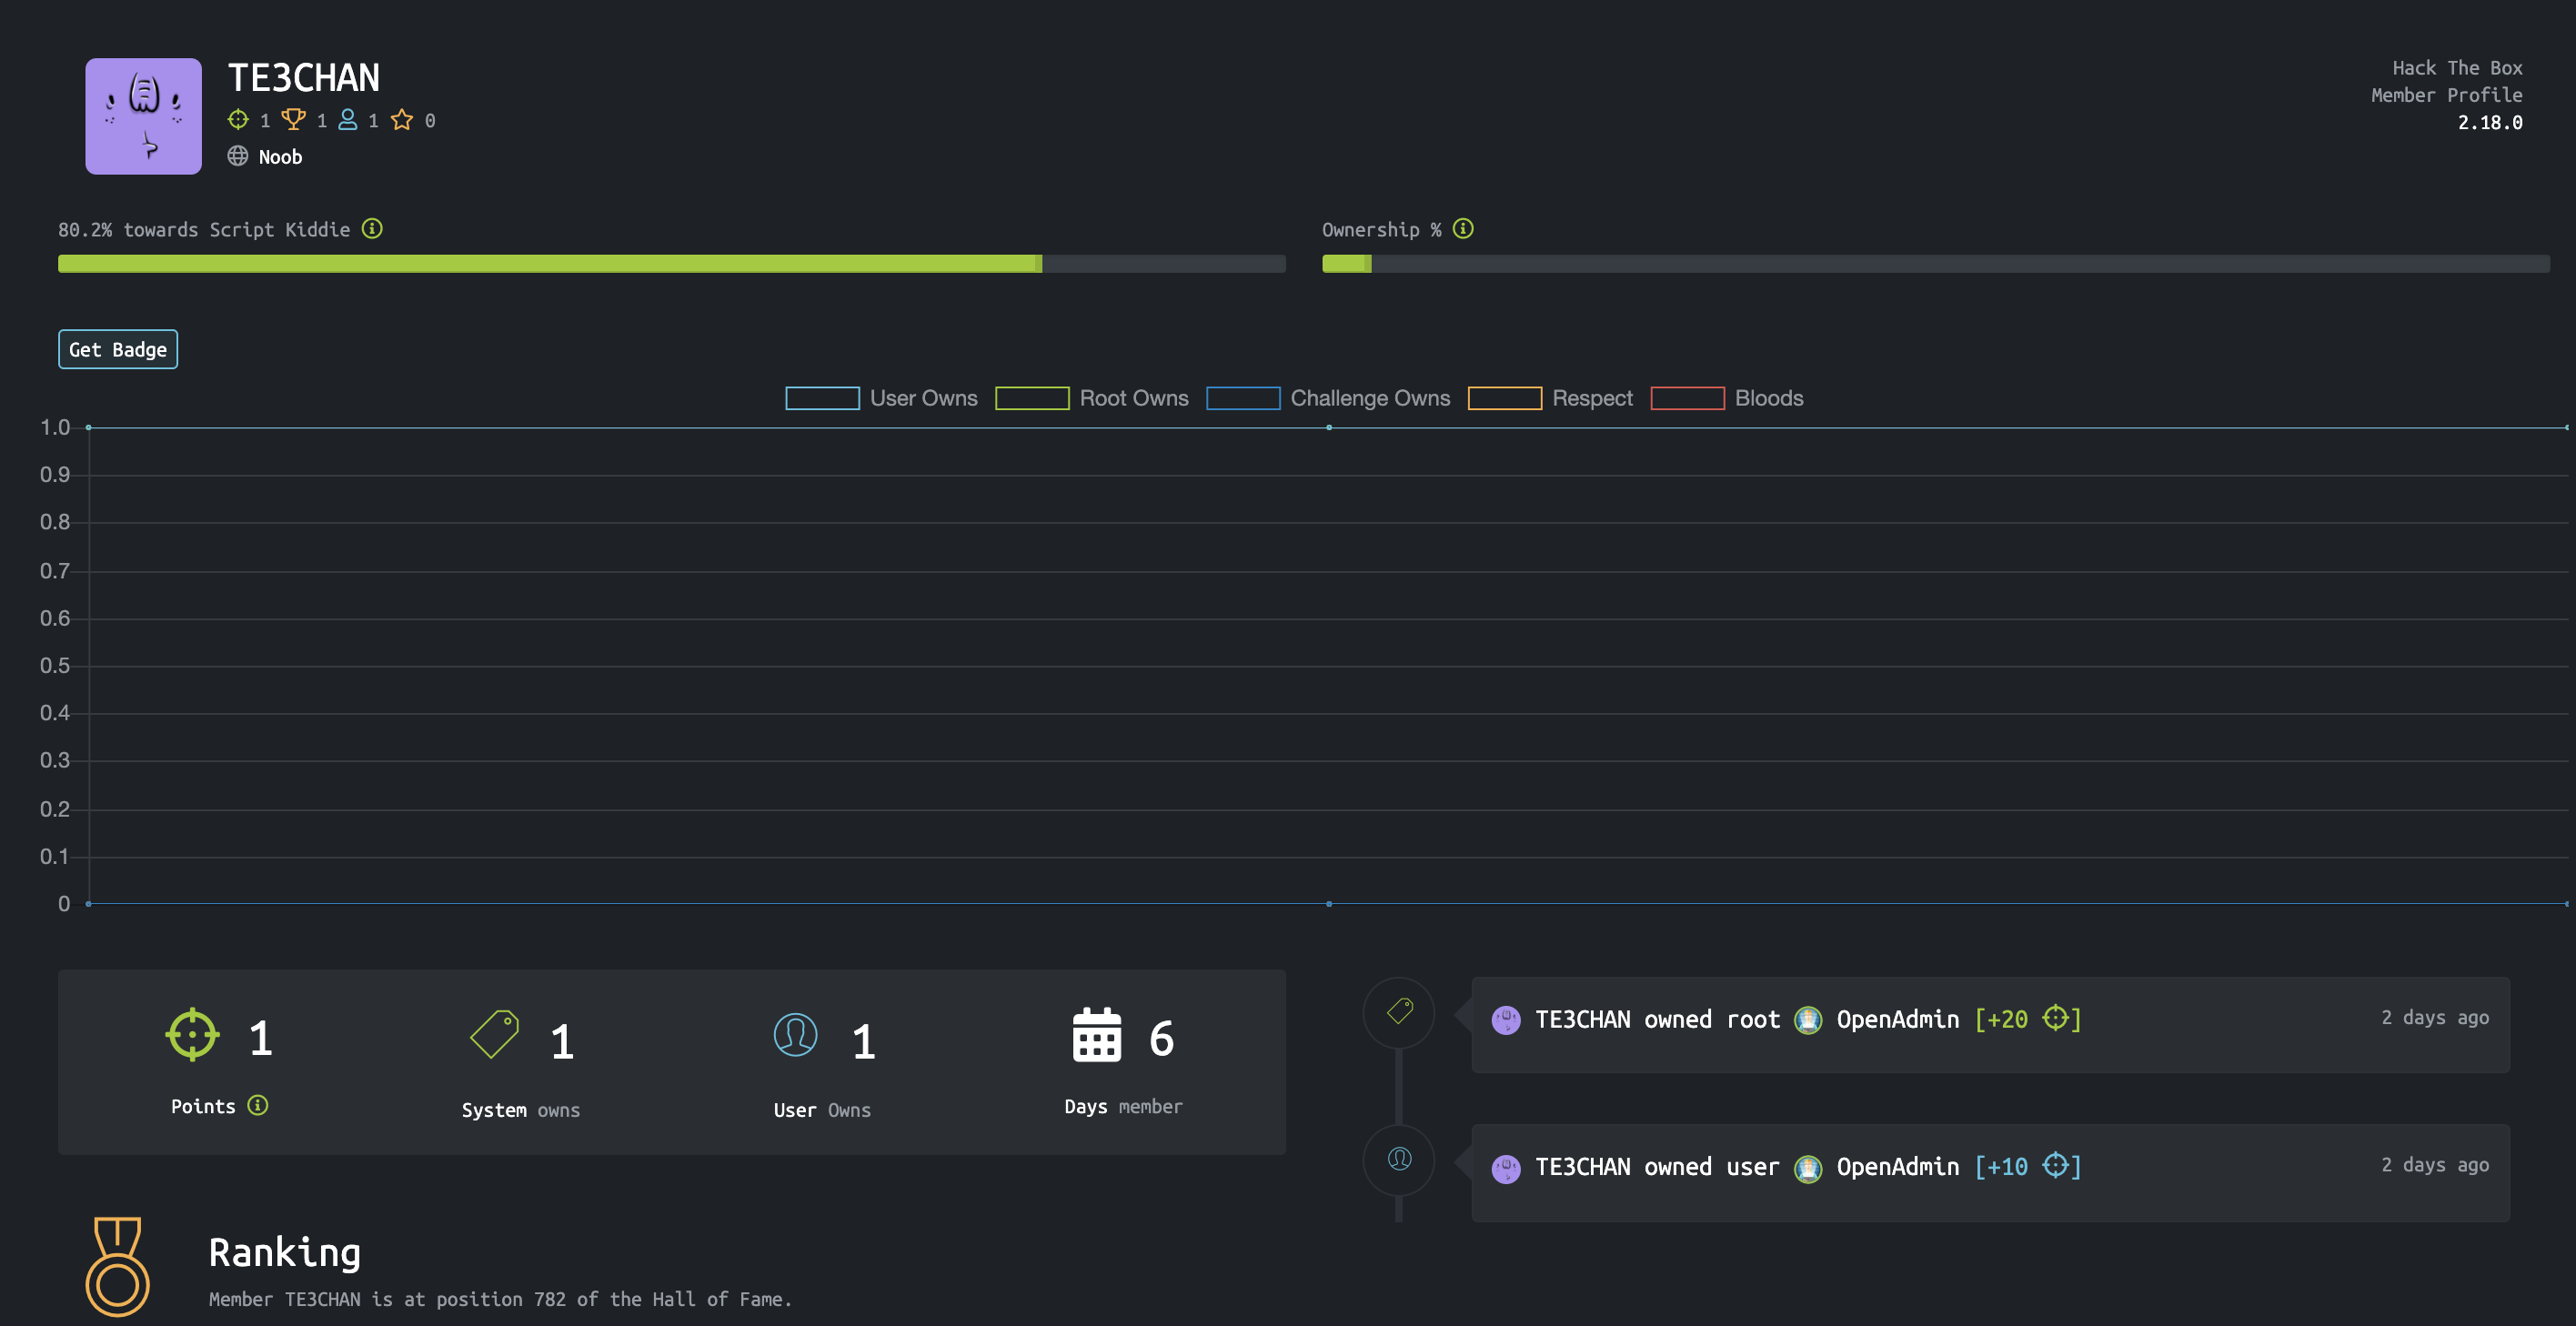 TE3CHAN
1 1 1 0
Noob
Hack The Box
Member Profile
2.18.0
80.2% towards Script Kiddie
Ownership %
Get Badge
User Owns Root Owns Challenge Owns Respect Bloods
1.0
0.9
0.8
0.7
0.6
0.5
0.4
0.3
0.2
0.1
0
1 1 1 6
Points System owns User Owns Days member
TE3CHAN owned root OpenAdmin [+20 ] 2 days ago
TE3CHAN owned user OpenAdmin [+10 ] 2 days ago
Ranking
Member TE3CHAN is at position 782 of the Hall of Fame.